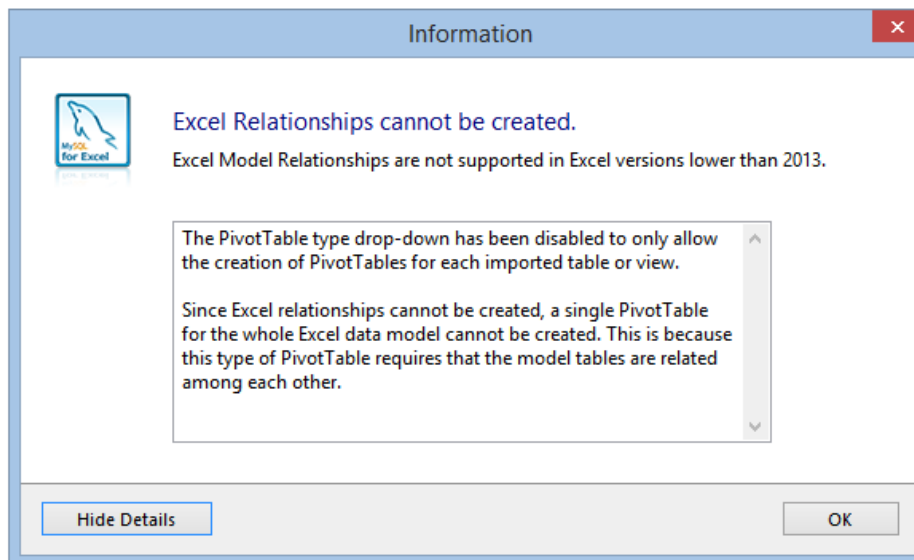 Information
MySQL
for Excel
Excel Relationships cannot be created.
Excel Model Relationships are not supported in Excel versions lower than 2013.
The PivotTable type drop-down has been disabled to only allow
the creation of PivotTables for each imported table or view.
Since Excel relationships cannot be created, a single PivotTable
for the whole Excel data model cannot be created. This is because
this type of PivotTable requires that the model tables are related
among each other.
Hide Details
OK